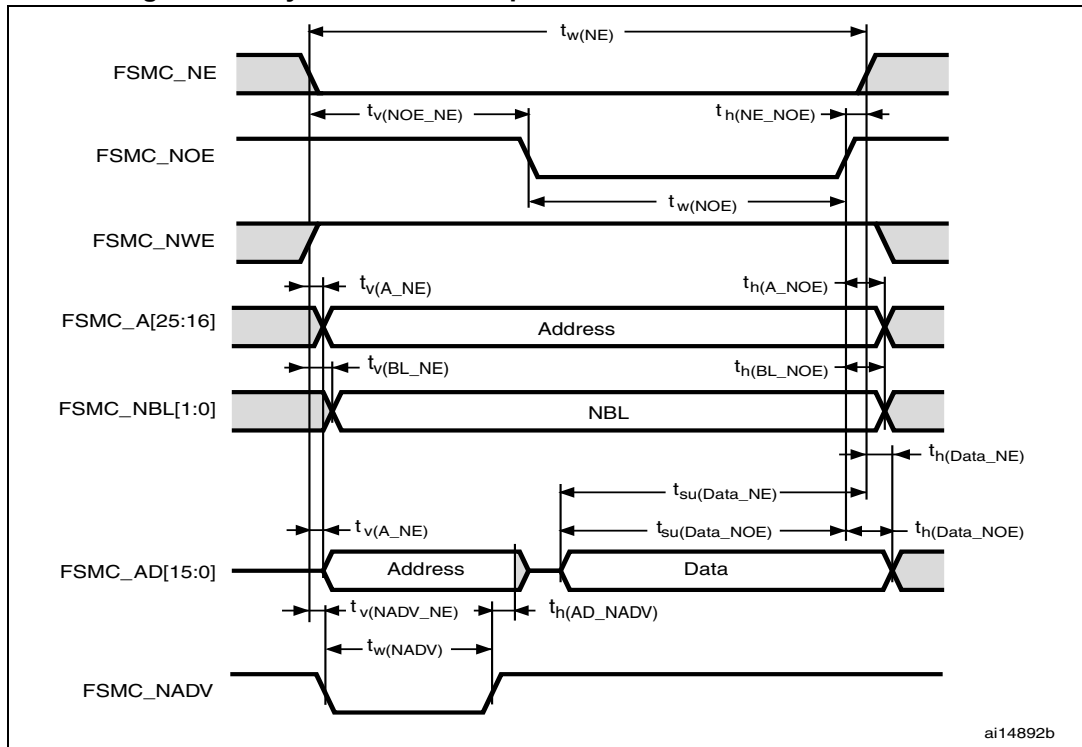 tw(NE)
FSMC_NE
tv(NOE_NE)
th(NE_NOE)
FSMC_NOE
tw(NOE)
FSMC_NWE
tv(A_NE)
th(A_NOE)
FSMC_A[25:16]
Address
tv(BL_NE)
th(BL_NOE)
FSMC_NBL[1:0]
NBL
th(Data_NE)
tsu(Data_NE)
tv(A_NE)
tsu(Data_NOE)
th(Data_NOE)
FSMC_AD[15:0]
Address
Data
tv(NADV_NE)
th(AD_NADV)
tw(NADV)
FSMC_NADV
ai14892b